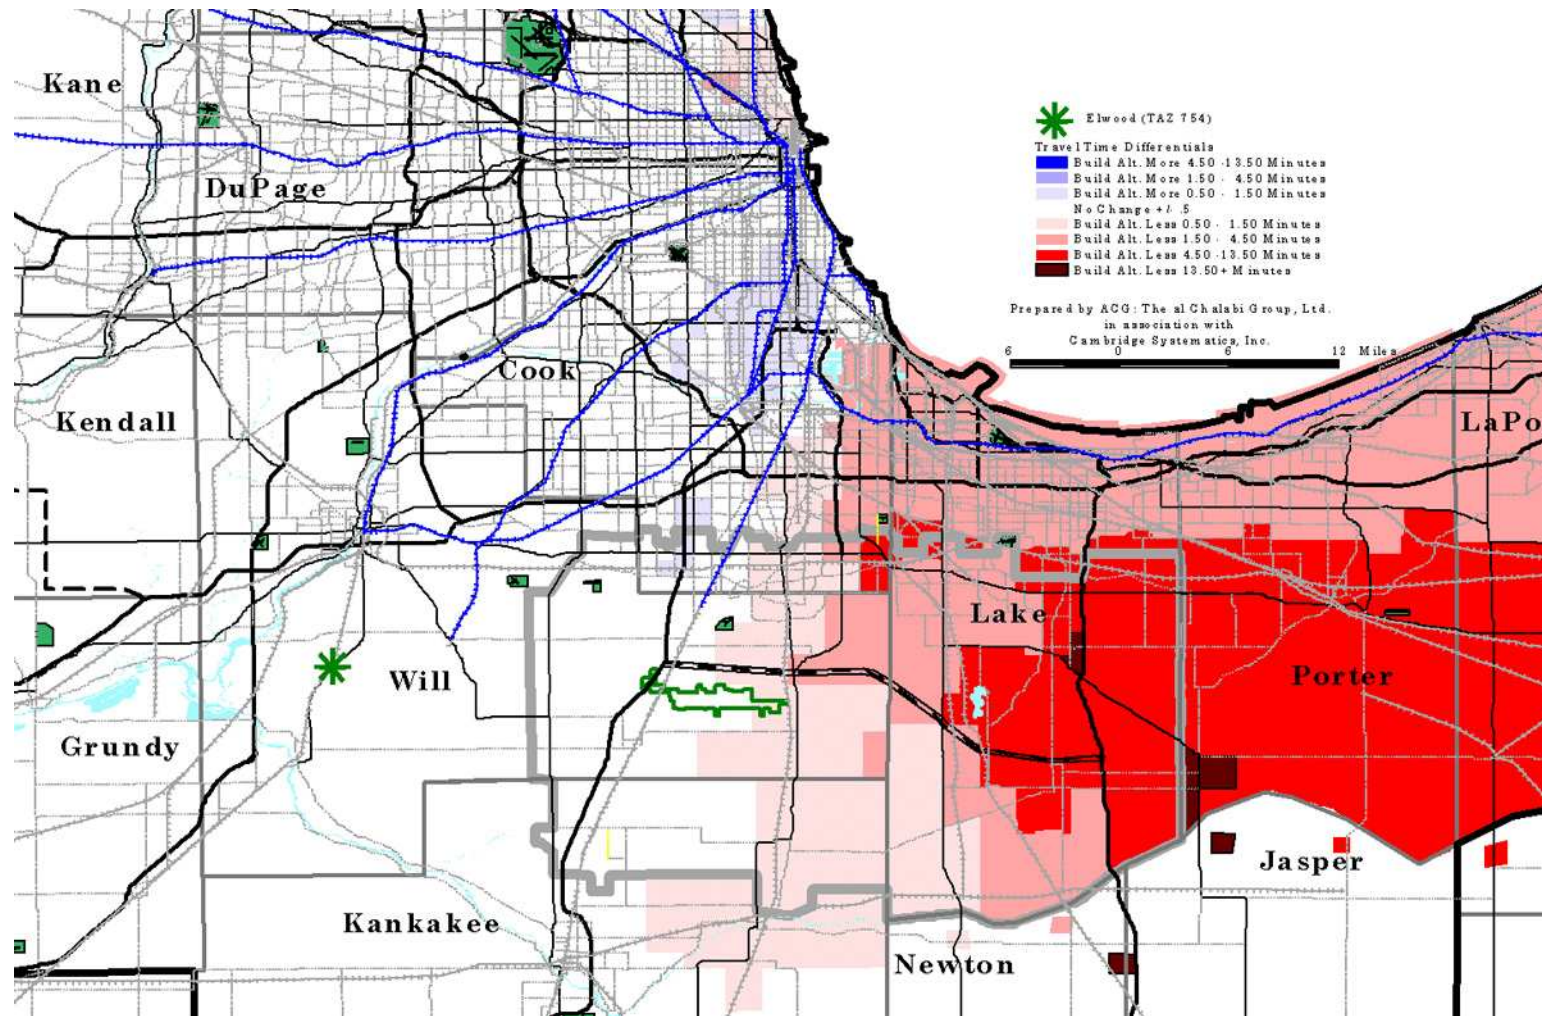 Kane
DuPage
Cook
Kendall
Will
Grundy
Kankakee
Lake
Porter
LaPo
Jasper
Newton
Elwood (TAZ 754)
Travel Time Differentials
Build Alt. More 4.50 - 13.50 Minutes
Build Alt. More 1.50 - 4.50 Minutes
Build Alt. More 0.50 - 1.50 Minutes
No Change +/- .5
Build Alt. Less 0.50 - 1.50 Minutes
Build Alt. Less 1.50 - 4.50 Minutes
Build Alt. Less 4.50 -13.50 Minutes
Build Alt. Less 13.50+ Minutes
Prepared by ACG: The al Chalabi Group, Ltd.
in association with
Cambridge Systematics, Inc.
6 0 6 12 Miles